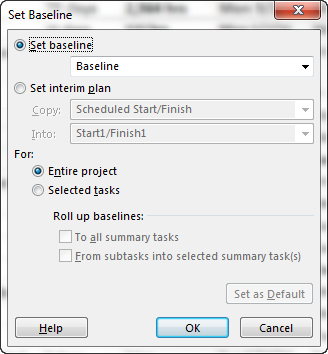 Set Baseline
Set baseline
Baseline
Set interim plan
Copy: Scheduled Start/Finish
Into: Start1/Finish1
For:
Entire project
Selected tasks
Roll up baselines:
To all summary tasks
From subtasks into selected summary task(s)
Set as Default
Help OK Cancel